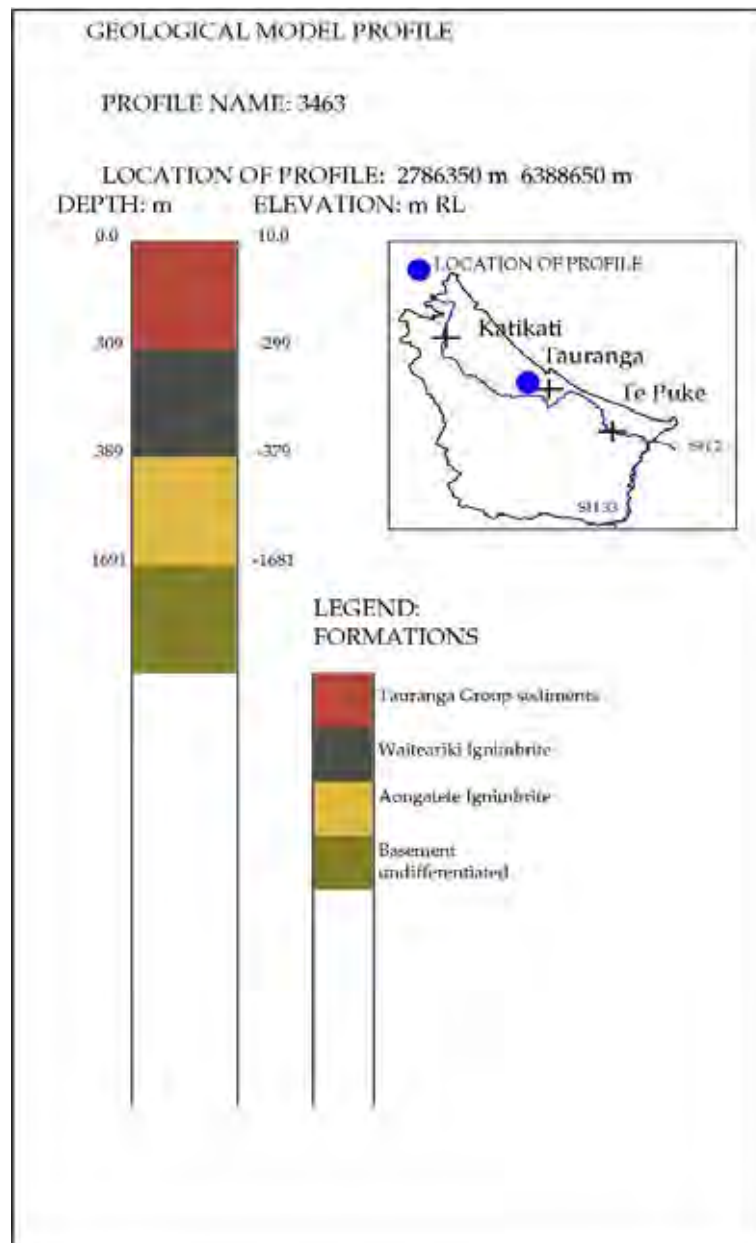 GEOLOGICAL MODEL PROFILE
PROFILE NAME: 3463
LOCATION OF PROFILE: 2786350 m 6388650 m
DEPTH: m ELEVATION: m RL
0.0 10.0
309 -299
389 -379
1691 -1681
LOCATION OF PROFILE
Katikati
Tauranga
Te Puke
SH2
SH33
LEGEND:
FORMATIONS
Tauranga Group sediments
Waiteariki Ignimbrite
Aongatete Ignimbrite
Basement
undifferentiated